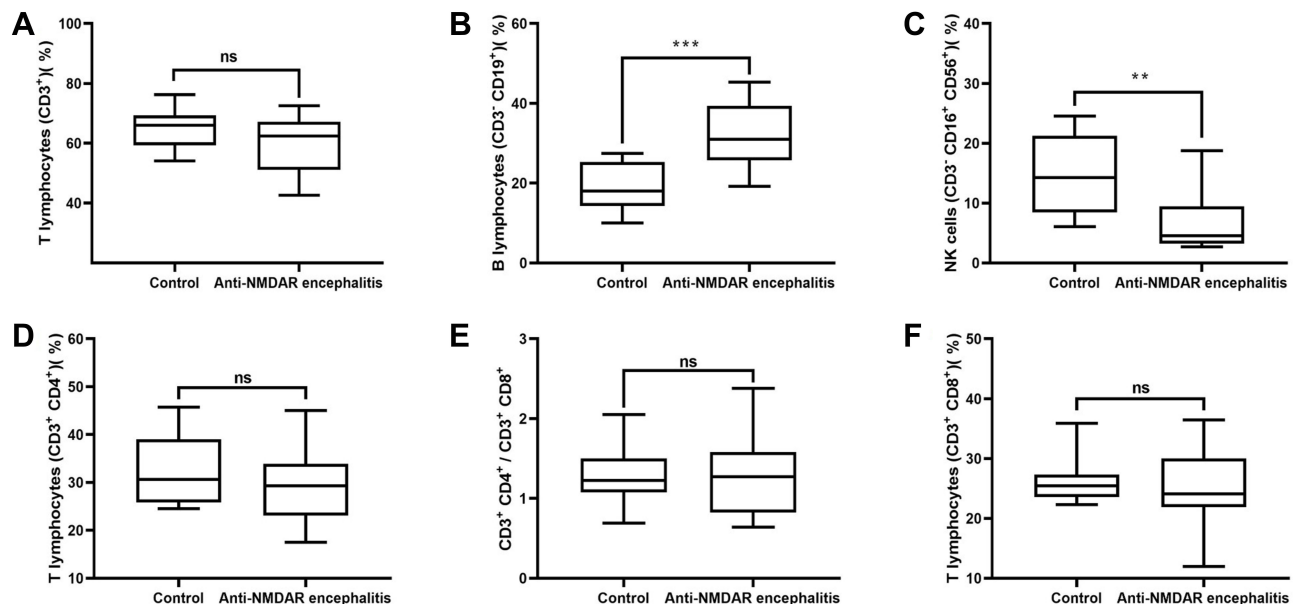 A
T lymphocytes (CD3⁺)( %)
100
80
60
40
ns
Control
Anti-NMDAR encephalitis
B
B lymphocytes (CD3⁻ CD19⁺)( %)
60
40
20
0
***
Control
Anti-NMDAR encephalitis
C
NK cells (CD3⁻ CD16⁺ CD56⁺)( %)
40
30
20
10
0
**
Control
Anti-NMDAR encephalitis
D
T lymphocytes (CD3⁺ CD4⁺)( %)
60
50
40
30
20
10
ns
Control
Anti-NMDAR encephalitis
E
CD3⁺ CD4⁺ / CD3⁺ CD8⁺
3
2
1
0
ns
Control
Anti-NMDAR encephalitis
F
T lymphocytes (CD3⁺ CD8⁺)( %)
50
40
30
20
10
ns
Control
Anti-NMDAR encephalitis